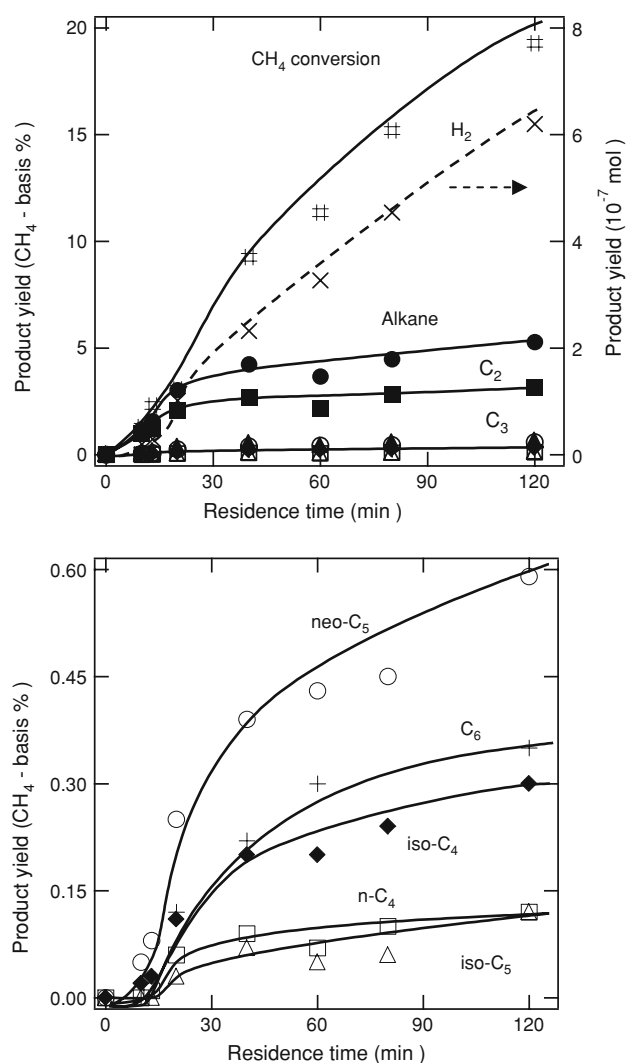 20
15
10
5
0
8
6
4
2
0
CH₄ conversion
H₂
Alkane
C₂
C₃
Product yield (CH₄ - basis %)
Product yield (10⁻⁷ mol)
0
30
60
90
120
Residence time (min )
0.60
0.45
0.30
0.15
0.00
neo-C₅
C₆
iso-C₄
n-C₄
iso-C₅
Product yield (CH₄ - basis % )
0
30
60
90
120
Residence time (min )